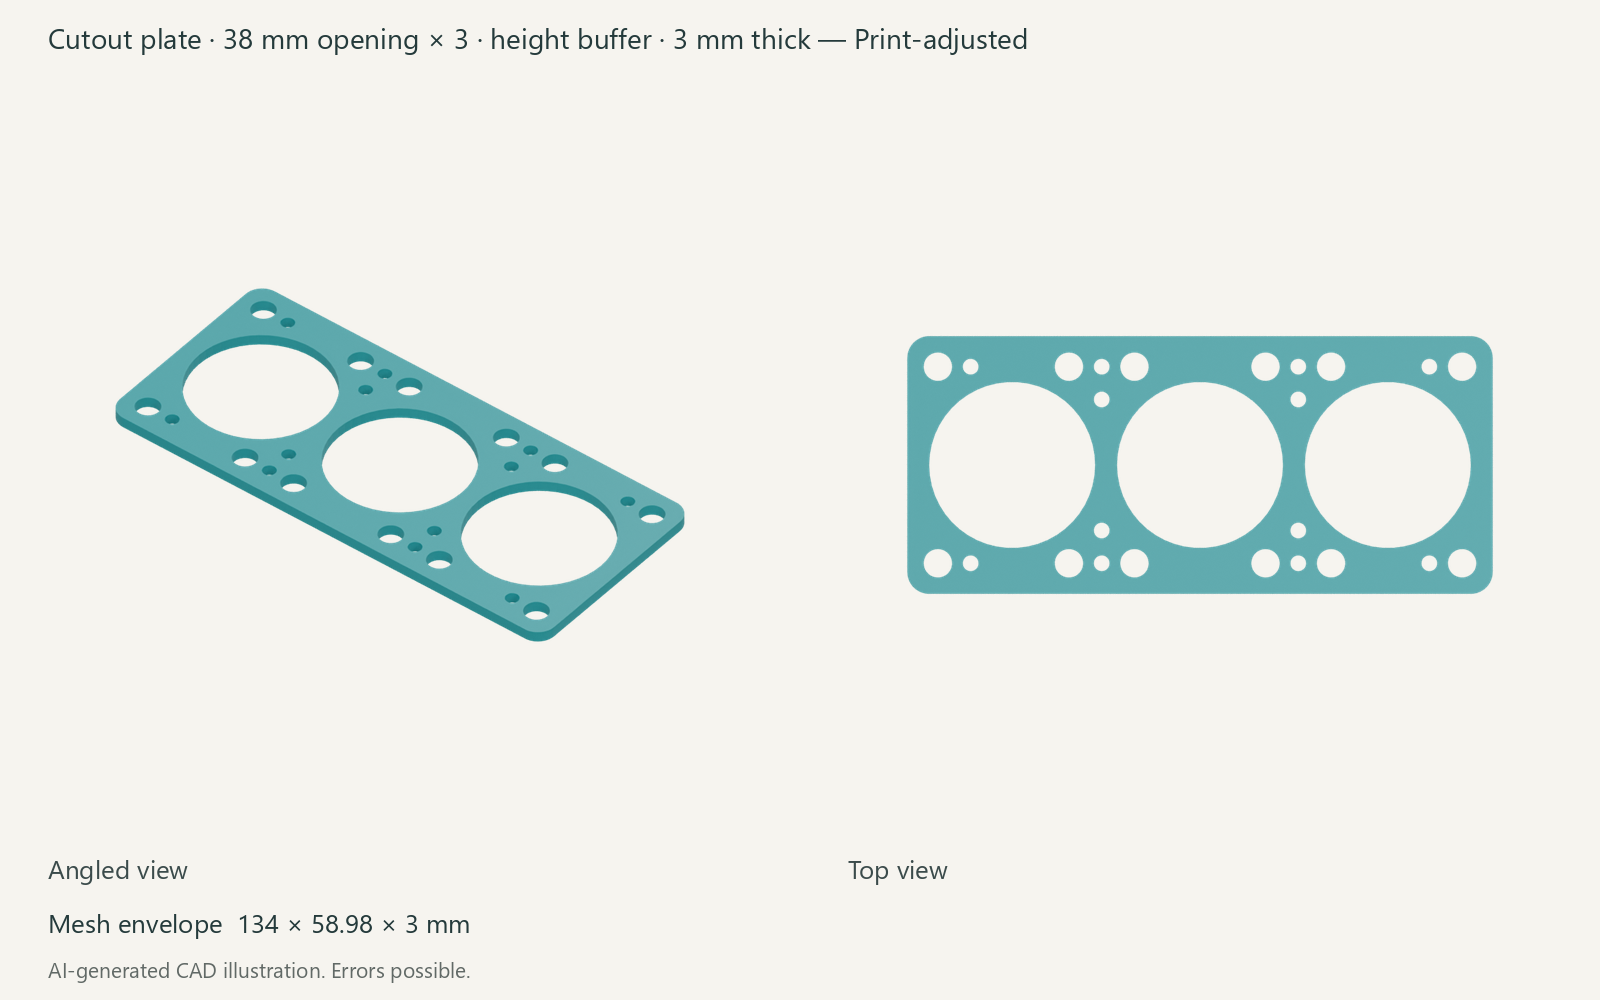 Cutout plate · 38 mm opening × 3 · height buffer · 3 mm thick — Print-adjusted
Angled view
Top view
Mesh envelope 134 × 58.98 × 3 mm
AI-generated CAD illustration. Errors possible.